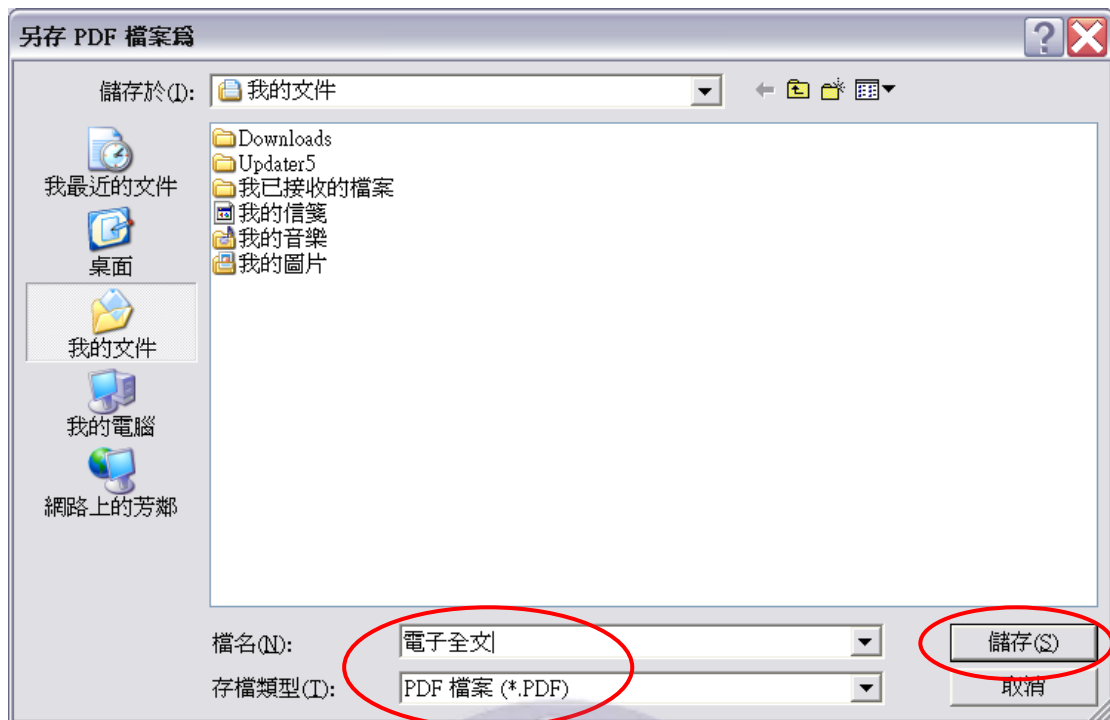 另存 PDF 檔案為
儲存於(I):
我的文件
我最近的文件
桌面
我的文件
我的電腦
網路上的芳鄰
Downloads
Updater5
我已接收的檔案
我的信箋
我的音樂
我的圖片
檔名(N):
電子全文
儲存(S)
存檔類型(T):
PDF 檔案 (*.PDF)
取消